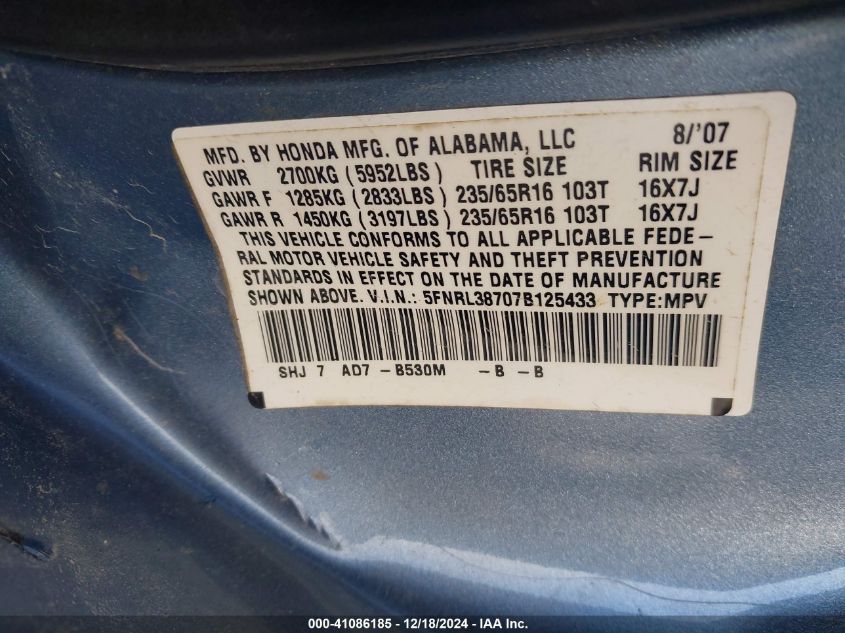 MFD. BY HONDA MFG. OF ALABAMA, LLC 8/'07
GVWR 2700KG (5952LBS) TIRE SIZE RIM SIZE
GAWR F 1285KG (2833LBS) 235/65R16 103T 16X7J
GAWR R 1450KG (3197LBS) 235/65R16 103T 16X7J
THIS VEHICLE CONFORMS TO ALL APPLICABLE FEDE-
RAL MOTOR VEHICLE SAFETY AND THEFT PREVENTION
STANDARDS IN EFFECT ON THE DATE OF MANUFACTURE
SHOWN ABOVE. V.I.N.: 5FNRL38707B125433 TYPE:MPV
SHJ 7 AD7 -B530M -B -B
000-41086185 - 12/18/2024 - IAA Inc.